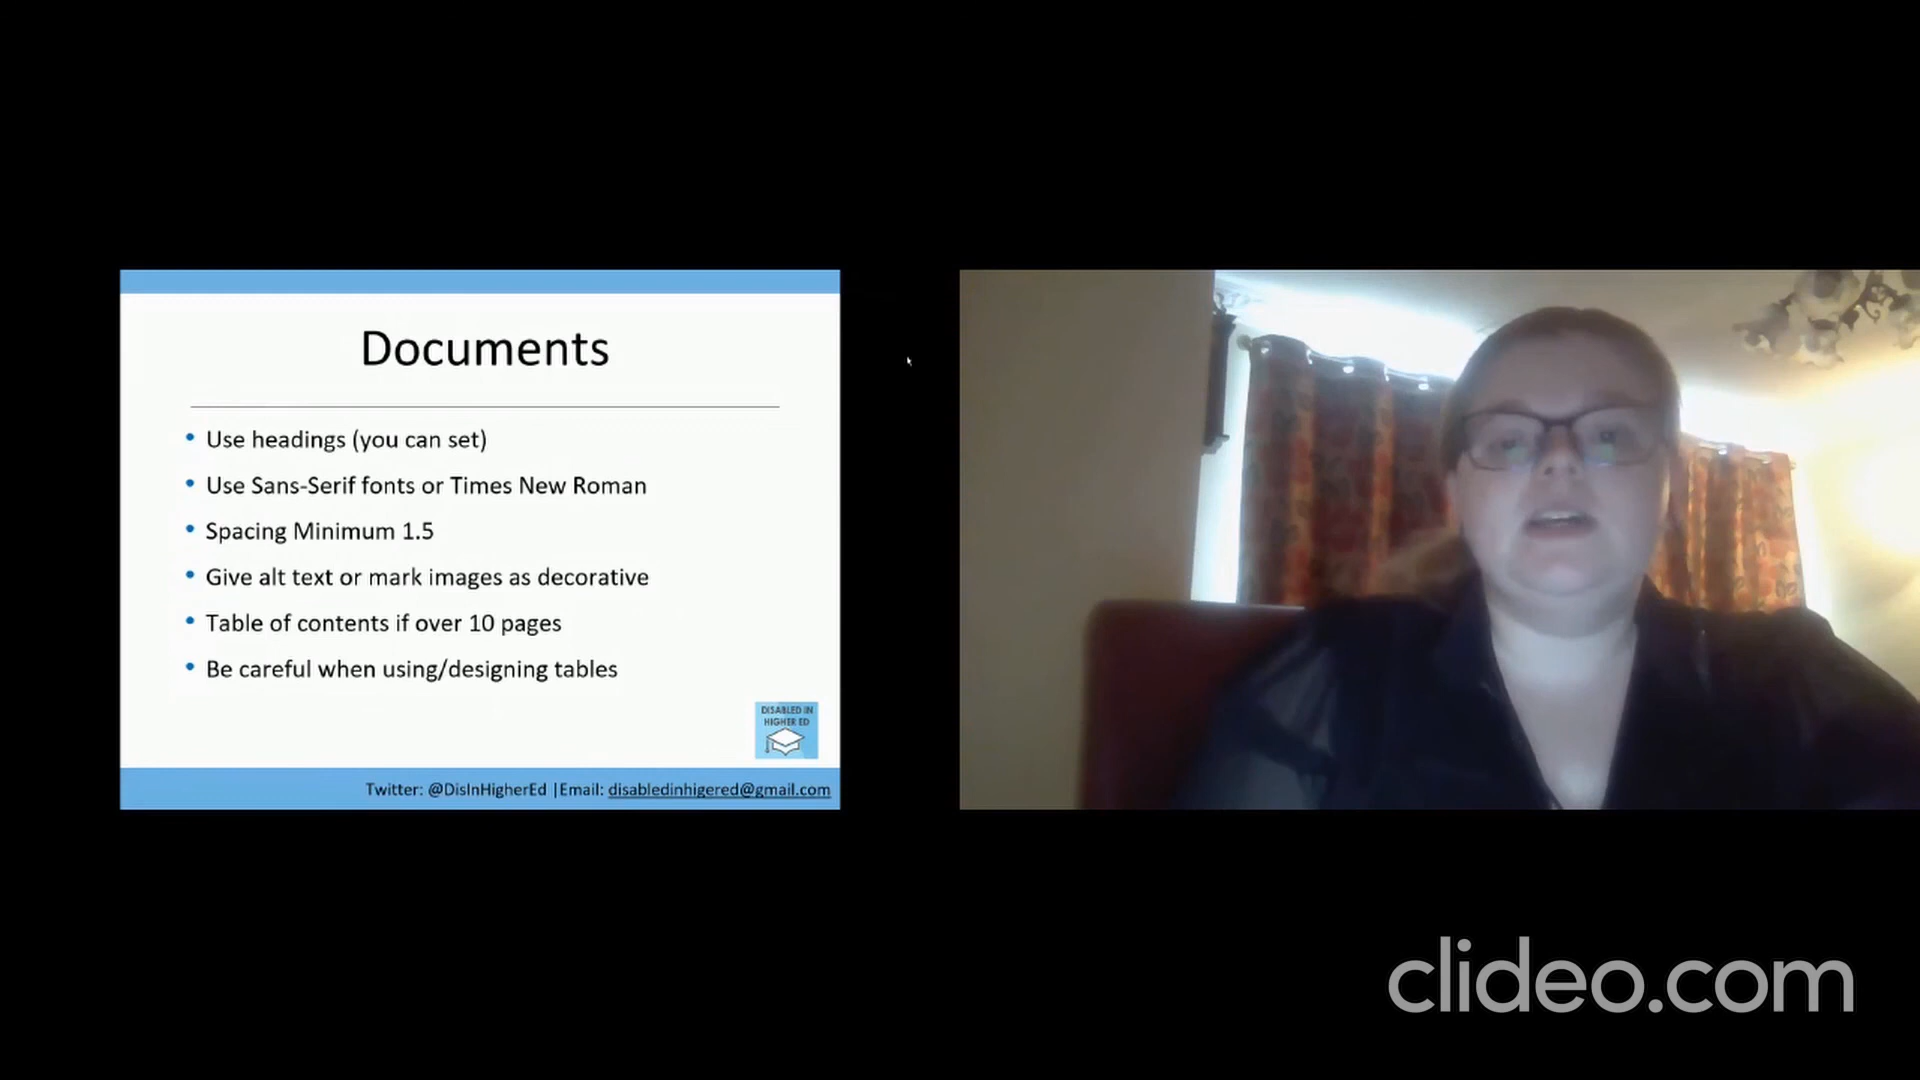 Documents
Use headings (you can set)
Use Sans-Serif fonts or Times New Roman
Spacing Minimum 1.5
Give alt text or mark images as decorative
Table of contents if over 10 pages
Be careful when using/designing tables
DISABLED IN
HIGHER ED
Twitter: @DisInHigherEd |Email: disabledinhigered@gmail.com
clideo.com